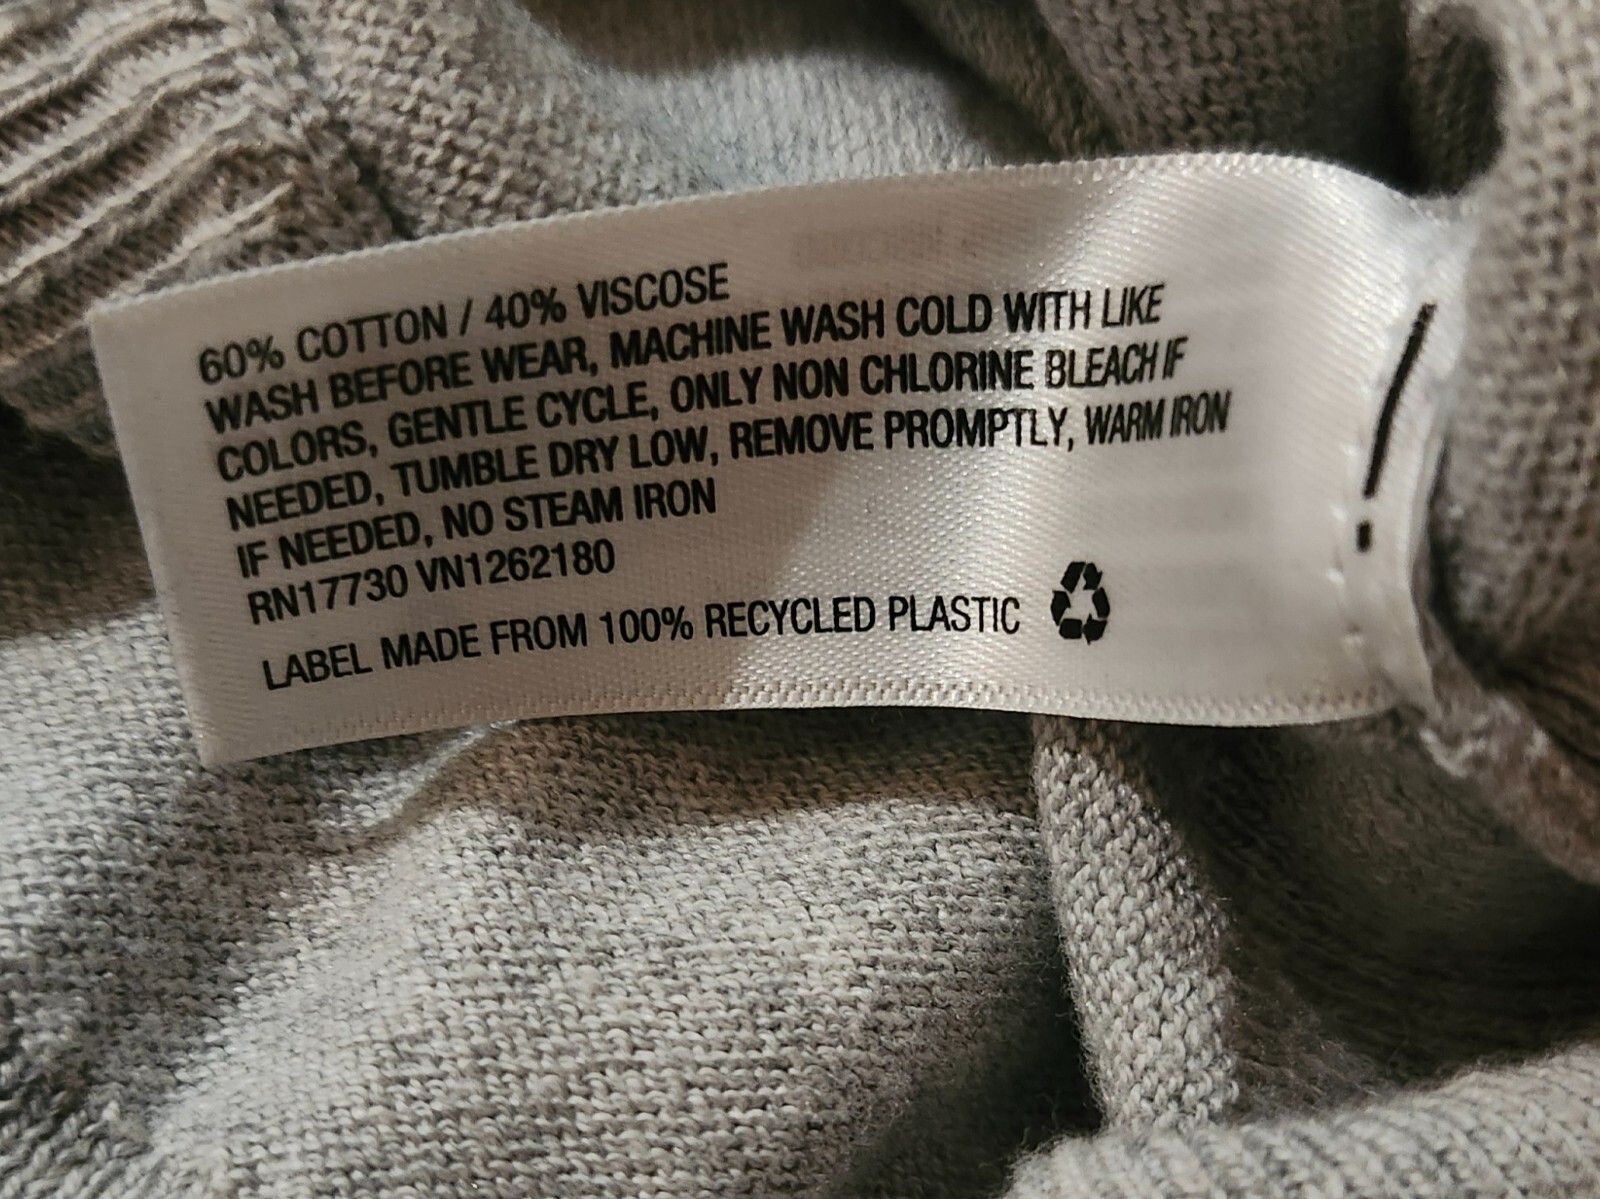 60% COTTON / 40% VISCOSE
WASH BEFORE WEAR, MACHINE WASH COLD WITH LIKE
COLORS, GENTLE CYCLE, ONLY NON CHLORINE BLEACH IF
NEEDED, TUMBLE DRY LOW, REMOVE PROMPTLY, WARM IRON
IF NEEDED, NO STEAM IRON
RN17730 VN1262180
LABEL MADE FROM 100% RECYCLED PLASTIC